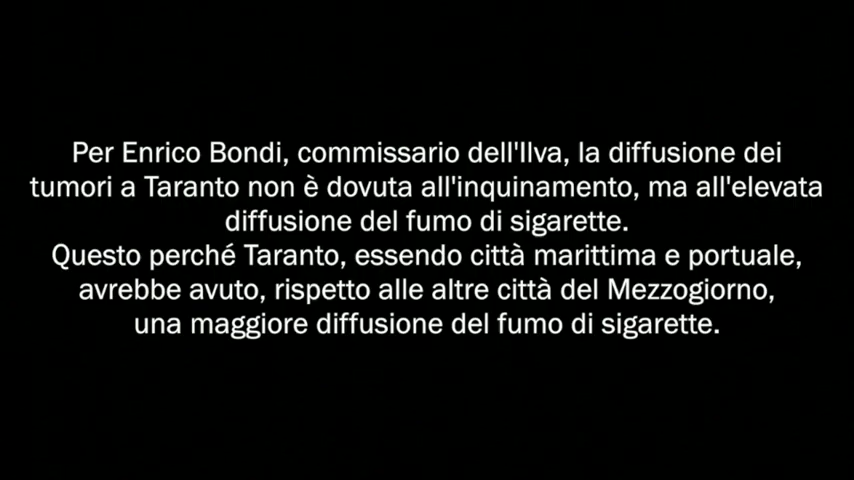 Per Enrico Bondi, commissario dell'Ilva, la diffusione dei
tumori a Taranto non è dovuta all'inquinamento, ma all'elevata
diffusione del fumo di sigarette.
Questo perché Taranto, essendo città marittima e portuale,
avrebbe avuto, rispetto alle altre città del Mezzogiorno,
una maggiore diffusione del fumo di sigarette.